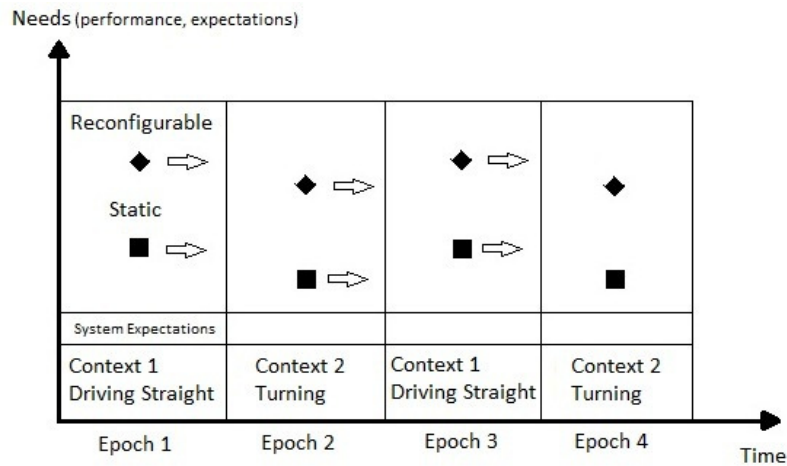 Needs (performance, expectations)
Reconfigurable
Static
System Expectations
Context 1
Driving Straight
Context 2
Turning
Context 1
Driving Straight
Context 2
Turning
Epoch 1
Epoch 2
Epoch 3
Epoch 4
Time